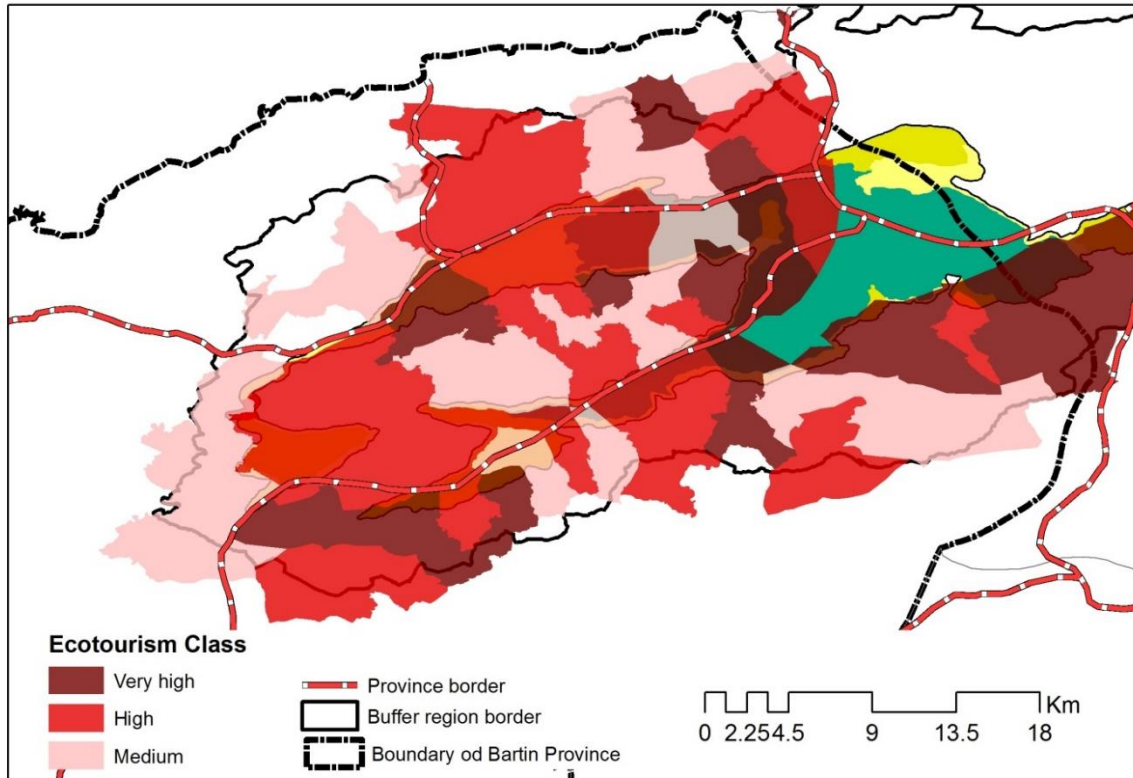 Ecotourism Class
Very high
High
Medium
Province border
Buffer region border
Boundary od Bartin Province
0 2.254.5 9 13.5 18 Km